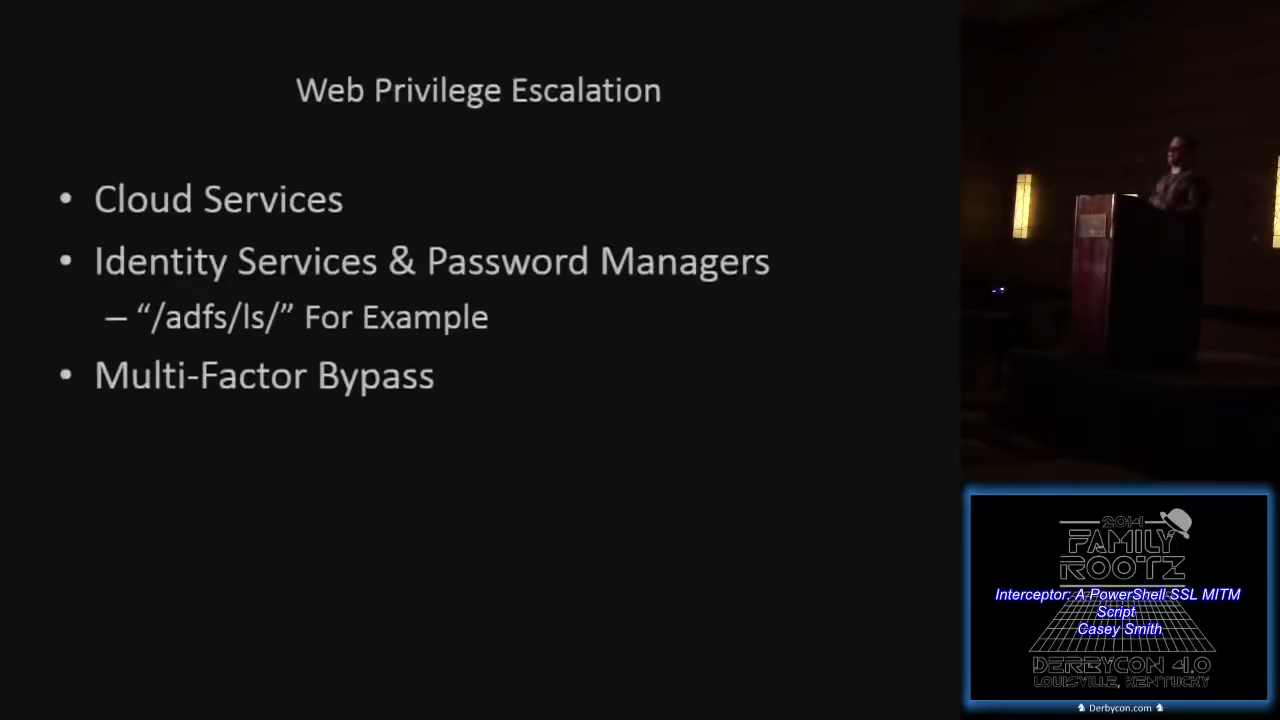 Web Privilege Escalation
• Cloud Services
• Identity Services & Password Managers
– “/adfs/ls/” For Example
• Multi-Factor Bypass
2014
FAMILY
ROOTZ
Interceptor: A PowerShell SSL MITM
Script
Casey Smith
DERBYCON 4.0
LOUISVILLE, KENTUCKY
Derbycon.com